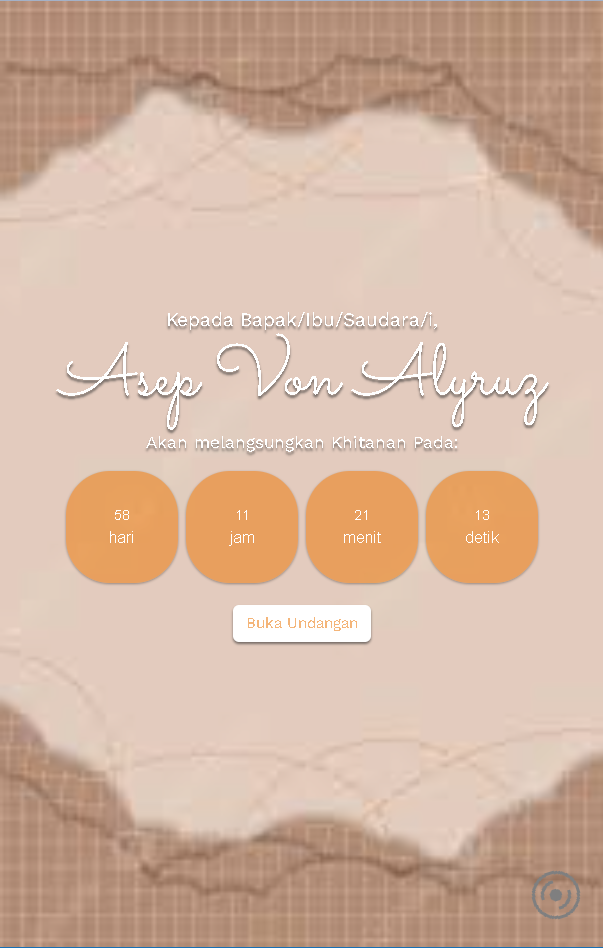 Kepada Bapak/Ibu/Saudara/i,
Asep Von Alyruz
Akan melangsungkan Khitanan Pada:
58 11 21 13
hari jam menit detik
Buka Undangan